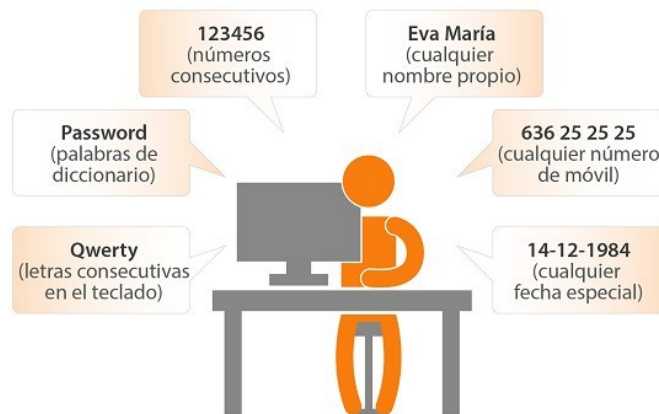 123456
(números
consecutivos)
Eva María
(cualquier
nombre propio)
Password
(palabras de
diccionario)
636 25 25 25
(cualquier número
de móvil)
Qwerty
(letras consecutivas
en el teclado)
14-12-1984
(cualquier
fecha especial)